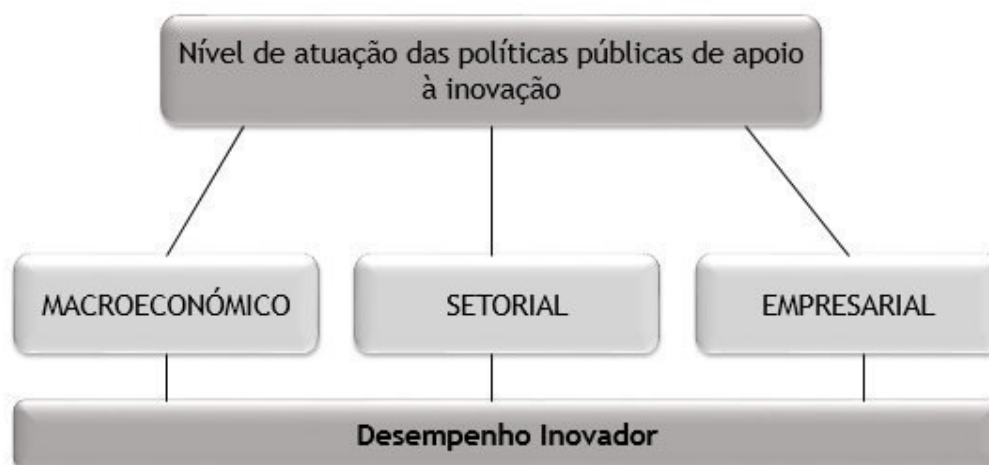 Nível de atuação das políticas públicas de apoio
à inovação
MACROECONÓMICO
SETORIAL
EMPRESARIAL
Desempenho Inovador